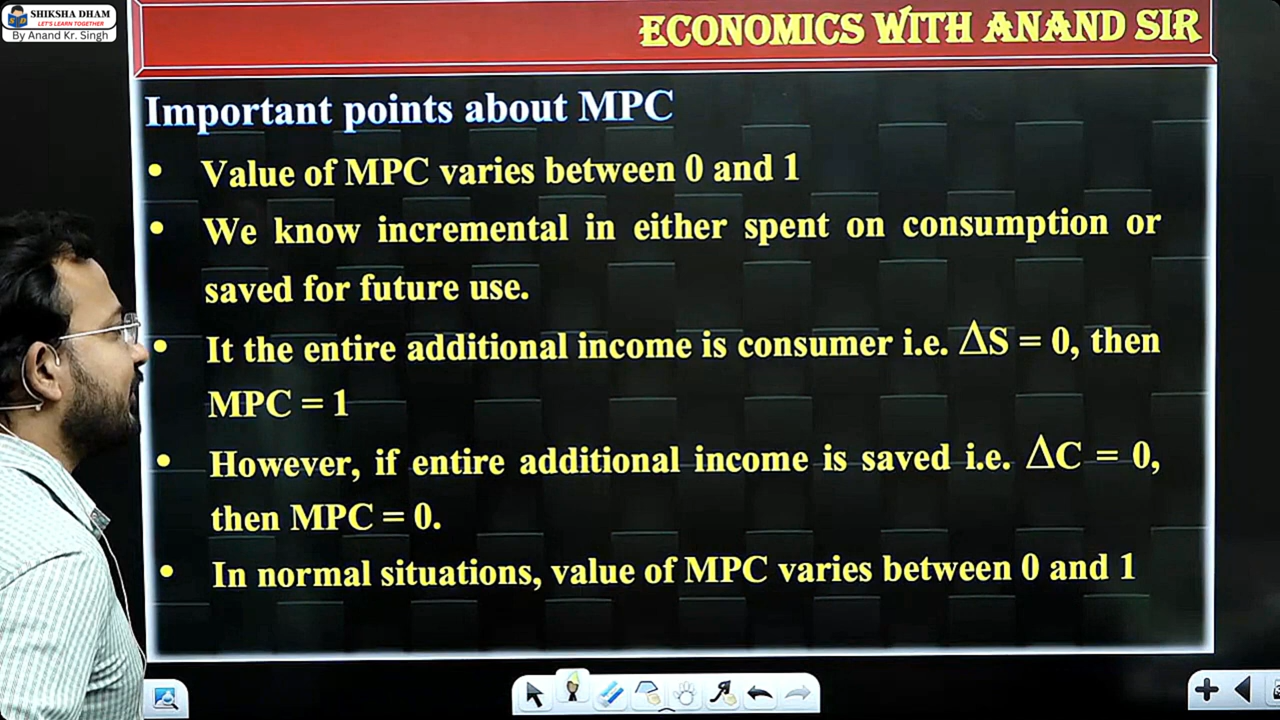 SHIKSHA DHAM
LET'S LEARN TOGETHER
By Anand Kr. Singh
ECONOMICS WITH ANAND SIR
Important points about MPC
• Value of MPC varies between 0 and 1
• We know incremental in either spent on consumption or
saved for future use.
• It the entire additional income is consumer i.e. ΔS = 0, then
MPC = 1
• However, if entire additional income is saved i.e. ΔC = 0,
then MPC = 0.
• In normal situations, value of MPC varies between 0 and 1